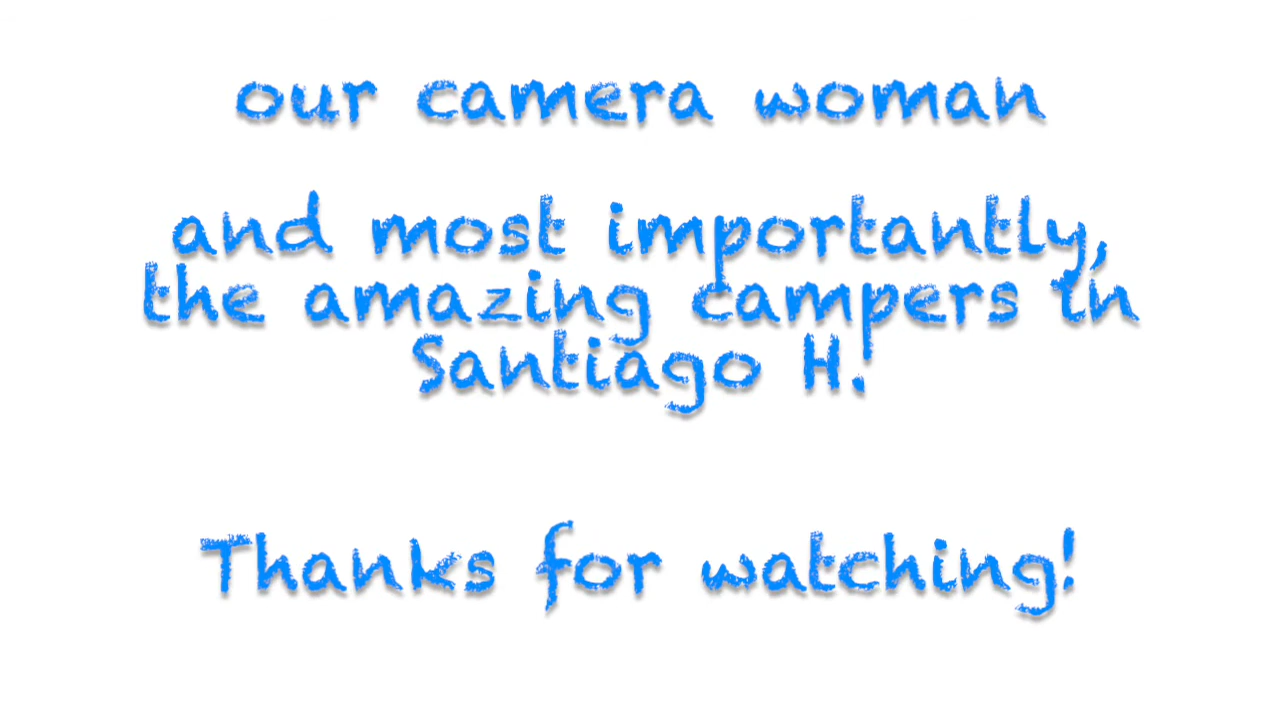 our camera woman
and most importantly,
the amazing campers in
Santiago H.
Thanks for watching!